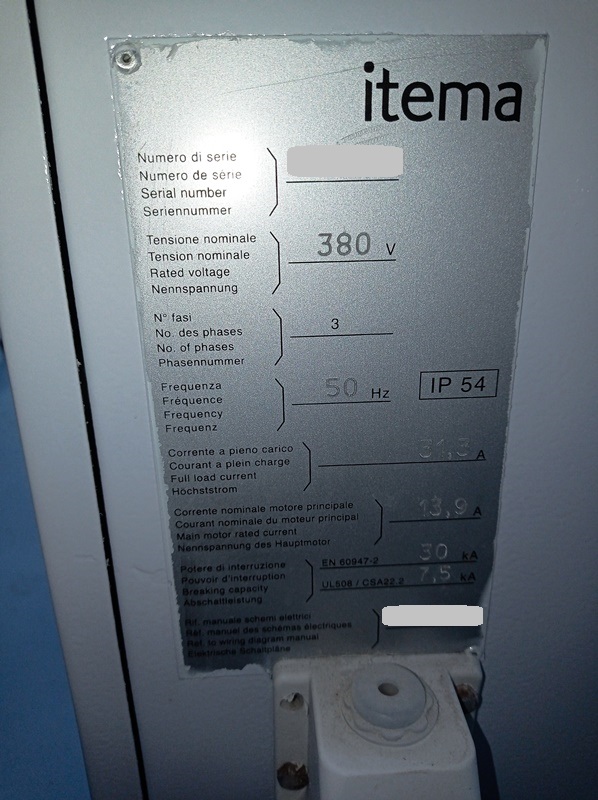 itema
Numero di serie
Numero de série
Serial number
Seriennummer
Tensione nominale
Tension nominale
Rated voltage
Nennspannung
380 V
N° fasi
No. des phases
No. of phases
Phasennummer
3
Frequenza
Fréquence
Frequency
Frequenz
50 Hz
IP 54
Corrente a pieno carico
Courant a plein charge
Full load current
Höchststrom
A
Corrente nominale motore principale
Courant nominale du moteur principal
Main motor rated current
Nennspannung des Hauptmotor
13,9 A
Potere di interruzione
Pouvoir d'interruption
Breaking capacity
Abschaltleistung
EN 60947-2 30 kA
UL508 / CSA22.2 7,5 kA
Rif. manuale schemi elettrici
Réf. manuel des schémas électriques
Ref. to wiring diagram manual
Elektrische Schaltpläne